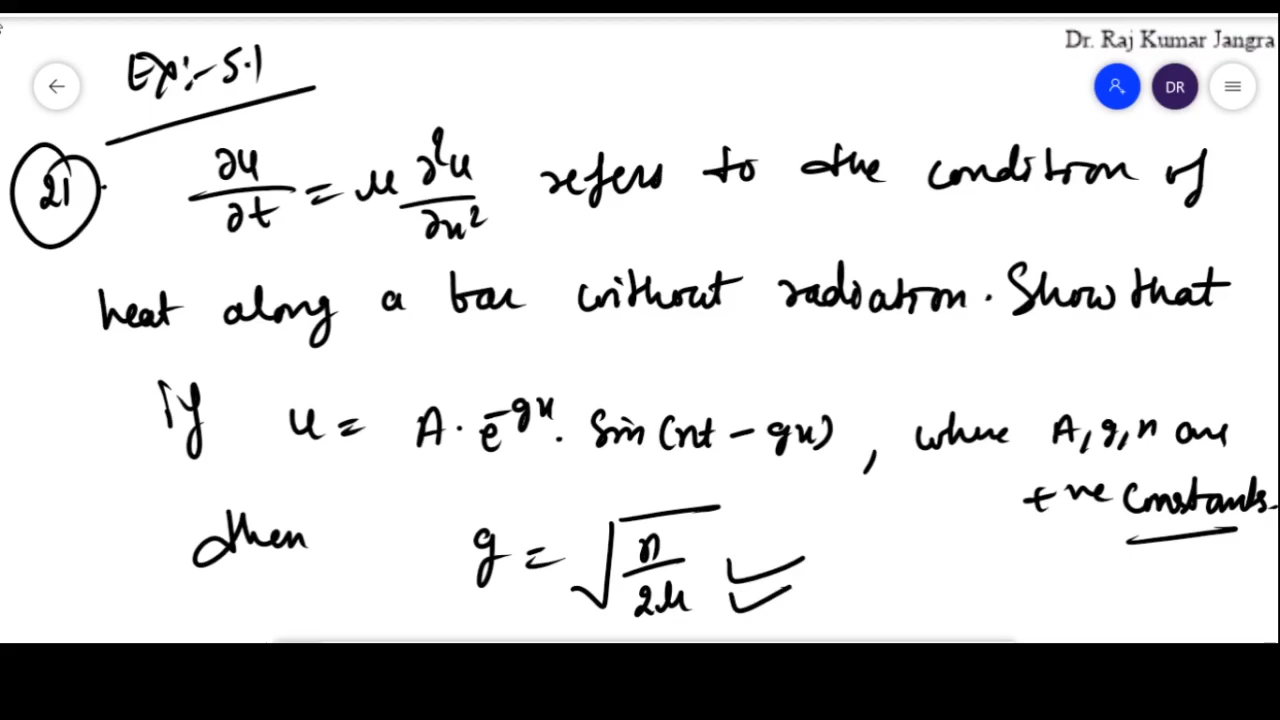 Dr. Raj Kumar Jangra
Ex:- 5.1
DR
21. ∂u/∂t = μ ∂²u/∂x² refers to the condition of
heat along a bar without radiation. Show that
if u = A · e^-gx · Sin (nt - gx), where A, g, n are
+ve Constants.
then g = √(n/2μ)